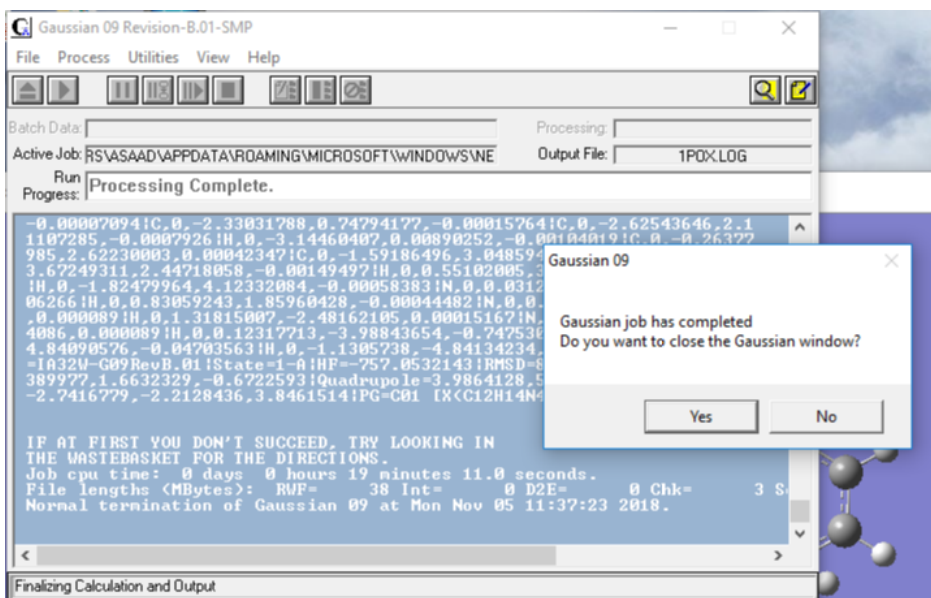 Gaussian 09 Revision-B.01-SMP
File Process Utilities View Help
Batch Data:
Processing:
Active Job: RS\ASAAD\APPDATA\ROAMING\MICROSOFT\WINDOWS\NE
Output File: 1POX.LOG
Run Progress: Processing Complete.
-0.00007094|C,0,-2.33031788,0.74794177,-0.00015764|C,0,-2.62543646,2.1
1107285,-0.0007926|H,0,-3.14460407,0.00890252,-0.00104019|C,0,-0.26377
985,2.62230003,0.00042347|C,0,-1.59186496,3.04859
3.67249311,2.44718058,-0.00149497|H,0,0.55102005,3
|H,0,-1.82479964,4.12332084,-0.00058383|N,0,0.0312
06266|H,0,0.83059243,1.85960428,-0.00044482|N,0,0.
,0.000089|H,0,1.31815007,-2.48162105,0.00015167|N,
4086,0.000089|H,0,0.12317713,-3.98843654,-0.747530
4.84090576,-0.04703563|H,0,-1.1305738,-4.84134234,
=IA32W-G09RevB.01|State=1-A|HF=-757.0532143|RMSD=8
389977,1.6632329,-0.6722593|Quadrupole=3.9864128,5
-2.7416779,-2.2128436,3.8461514|PG=C01 [X(C12H14N4
IF AT FIRST YOU DON'T SUCCEED, TRY LOOKING IN
THE WASTEBASKET FOR THE DIRECTIONS.
Job cpu time: 0 days 0 hours 19 minutes 11.0 seconds.
File lengths (MBytes): RWF= 38 Int= 0 D2E= 0 Chk= 3 S
Normal termination of Gaussian 09 at Mon Nov 05 11:37:23 2018.
Finalizing Calculation and Output
Gaussian 09
Gaussian job has completed
Do you want to close the Gaussian window?
Yes
No